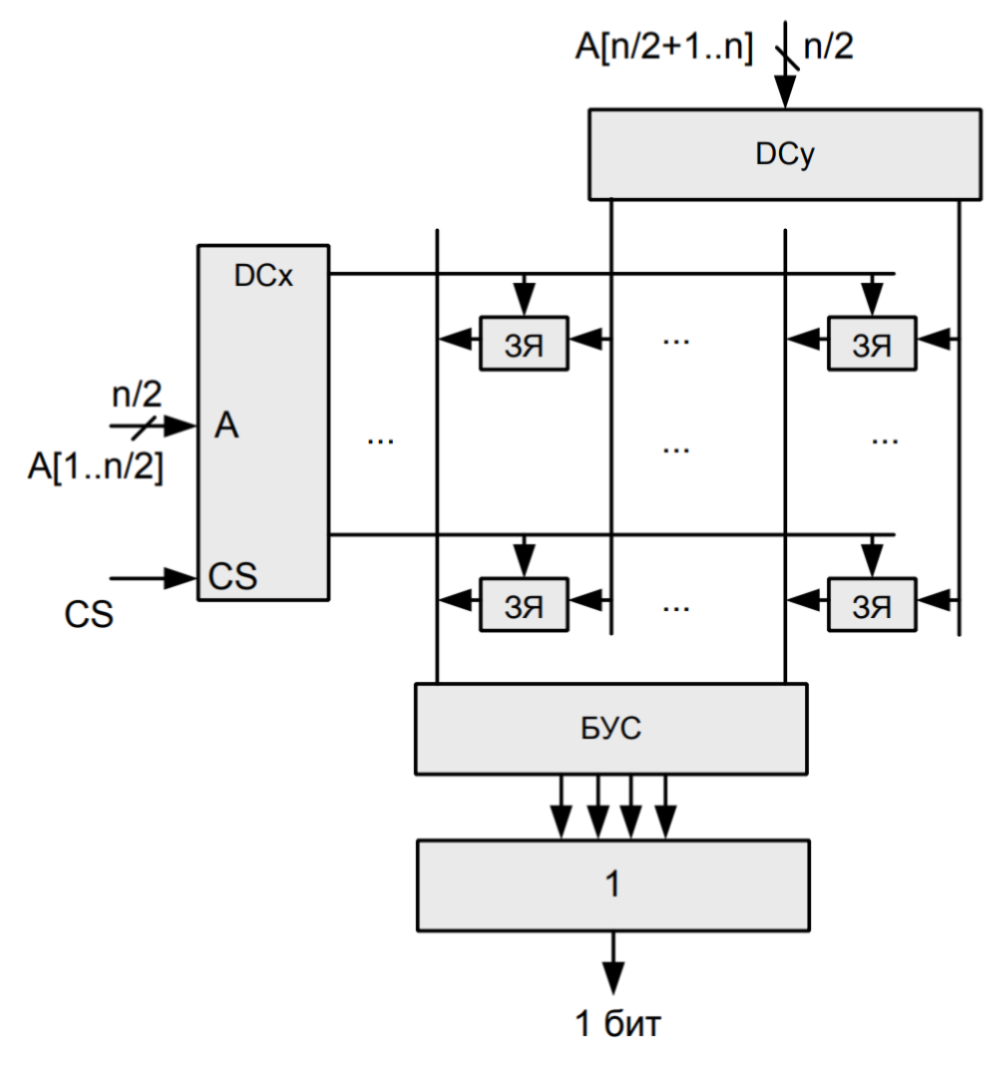 A[n/2+1..n] n/2
DCy
DCx
ЗЯ ... ЗЯ
n/2
A
A[1..n/2]
... ... ...
CS
CS
ЗЯ ... ЗЯ
БУС
1
1 бит